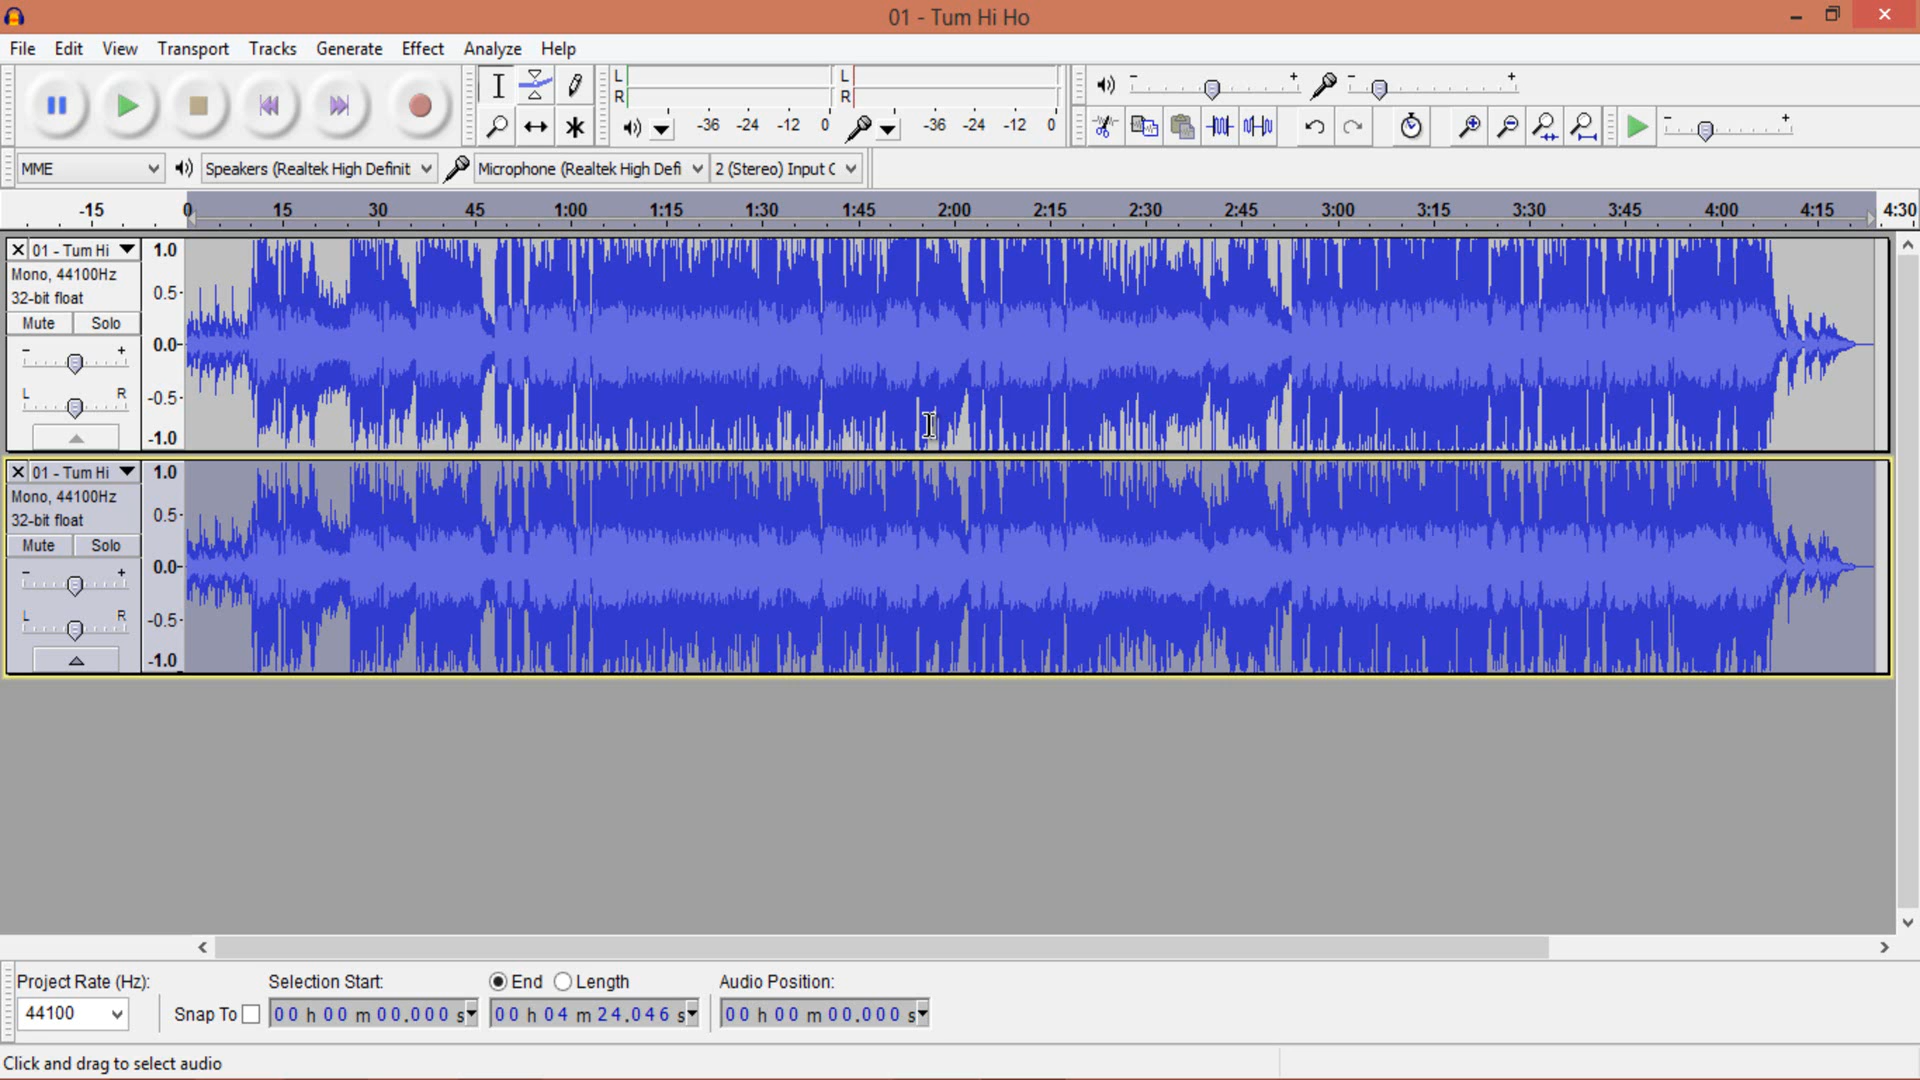 01 - Tum Hi Ho
File Edit View Transport Tracks Generate Effect Analyze Help
L
R
-36 -24 -12 0
L
R
-36 -24 -12 0
- +
- +
- +
MME Speakers (Realtek High Definit Microphone (Realtek High Defi 2 (Stereo) Input C
-15 0 15 30 45 1:00 1:15 1:30 1:45 2:00 2:15 2:30 2:45 3:00 3:15 3:30 3:45 4:00 4:15 4:30
01 - Tum Hi
Mono, 44100Hz
32-bit float
Mute Solo
- +
L R
1.0
0.5-
0.0-
-0.5-
-1.0
01 - Tum Hi
Mono, 44100Hz
32-bit float
Mute Solo
- +
L R
1.0
0.5-
0.0-
-0.5-
-1.0
Project Rate (Hz): Selection Start: End Length Audio Position:
44100 Snap To 00 h 00 m 00.000 s 00 h 04 m 24.046 s 00 h 00 m 00.000 s
Click and drag to select audio